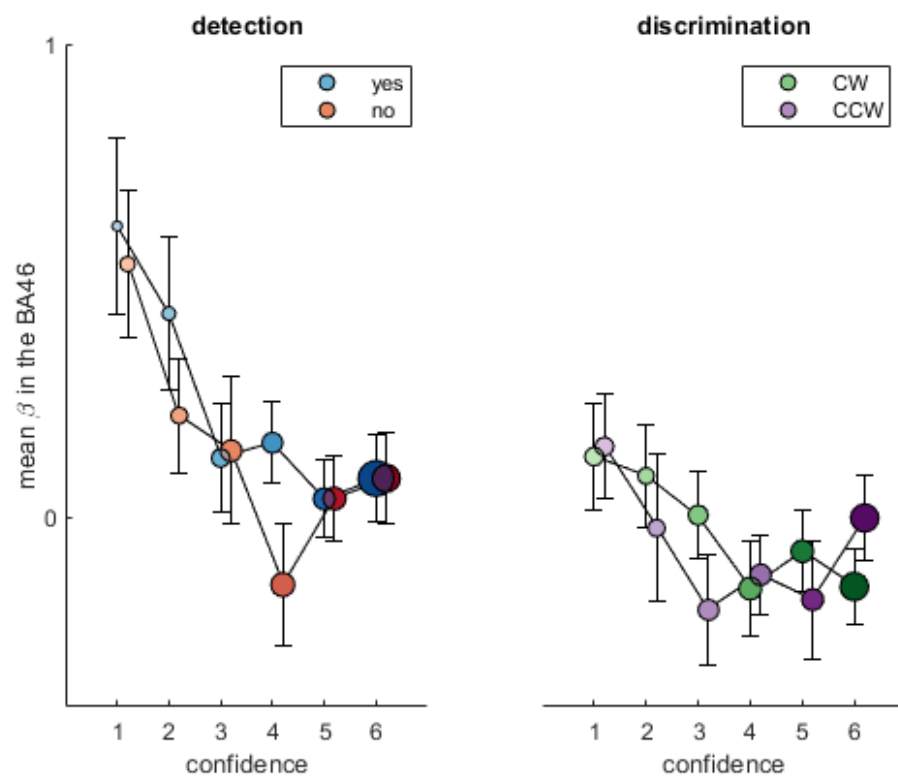 detection
discrimination
yes
no
CW
CCW
mean β in the BA46
1
0
1 2 3 4 5 6
1 2 3 4 5 6
confidence
confidence